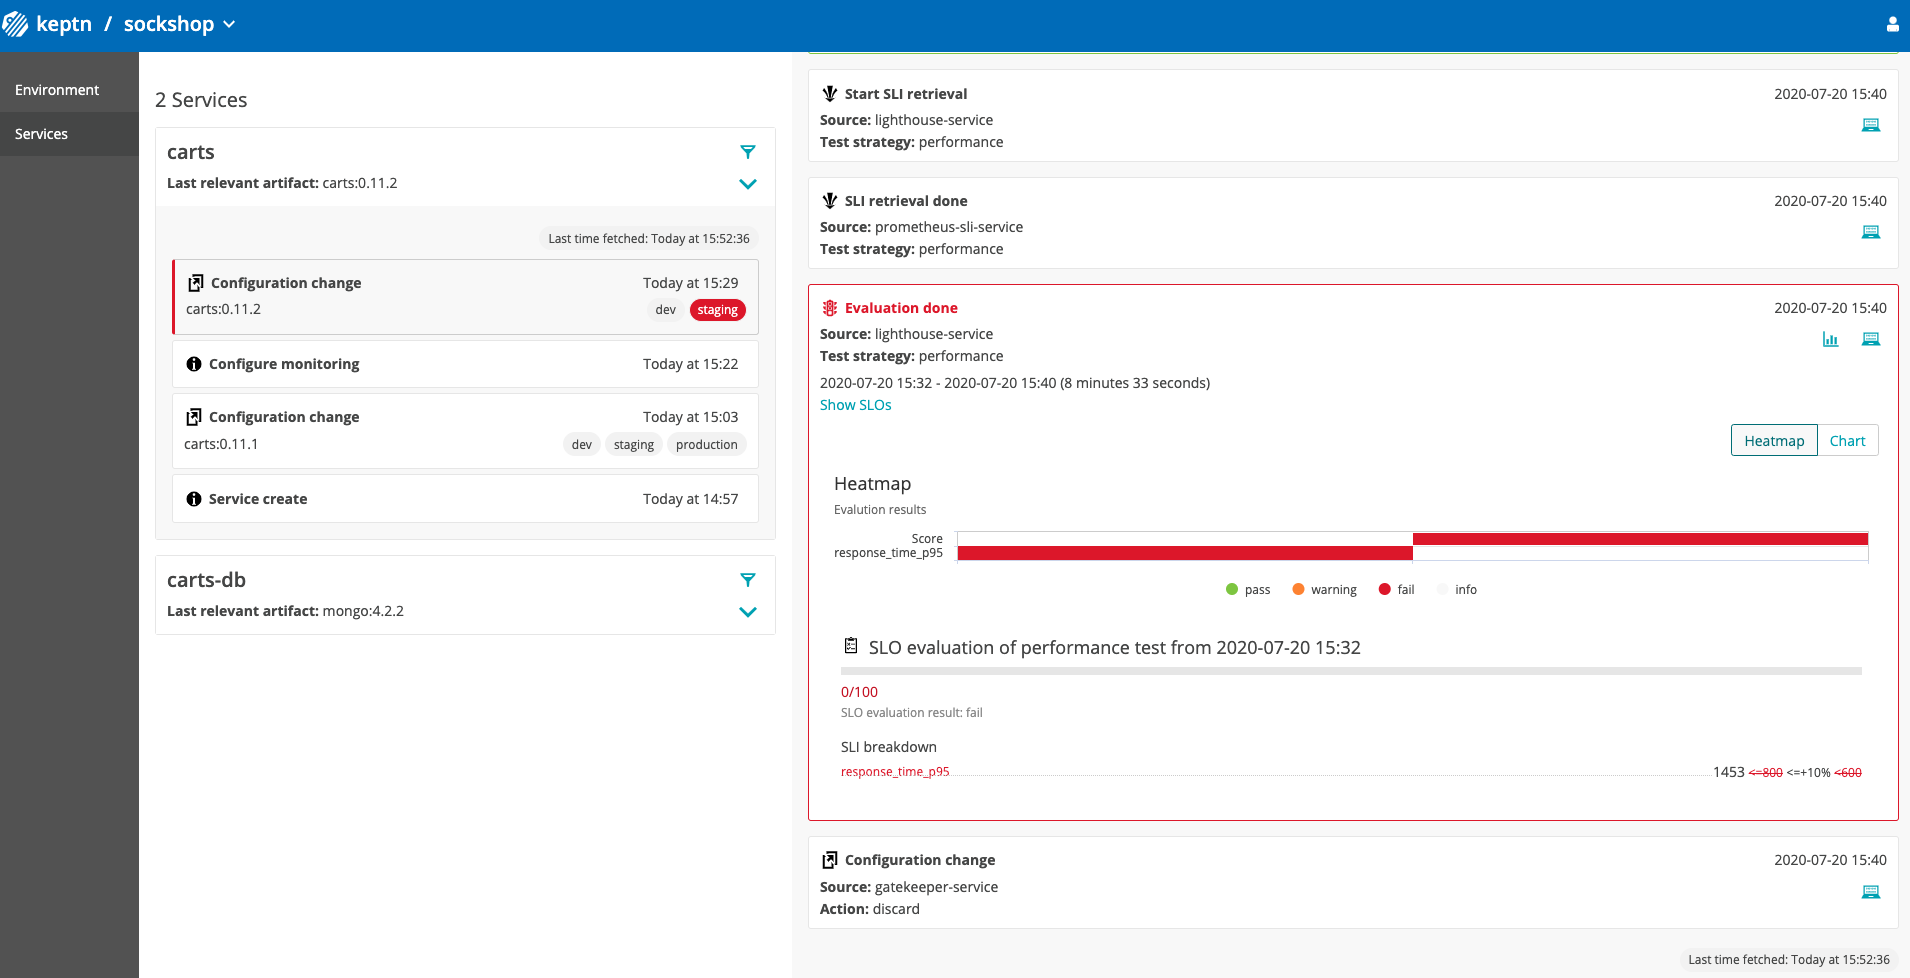 keptn / sockshop
Environment
Services
2 Services
carts
Last relevant artifact: carts:0.11.2
Last time fetched: Today at 15:52:36
Configuration change Today at 15:29
carts:0.11.2 dev staging
Configure monitoring Today at 15:22
Configuration change Today at 15:03
carts:0.11.1 dev staging production
Service create Today at 14:57
carts-db
Last relevant artifact: mongo:4.2.2
Start SLI retrieval 2020-07-20 15:40
Source: lighthouse-service
Test strategy: performance
SLI retrieval done 2020-07-20 15:40
Source: prometheus-sli-service
Test strategy: performance
Evaluation done 2020-07-20 15:40
Source: lighthouse-service
Test strategy: performance
2020-07-20 15:32 - 2020-07-20 15:40 (8 minutes 33 seconds)
Show SLOs
Heatmap Chart
Heatmap
Evalution results
Score
response_time_p95
pass warning fail info
SLO evaluation of performance test from 2020-07-20 15:32
0/100
SLO evaluation result: fail
SLI breakdown
response_time_p95 1453 <=800 <=+10% <600
Configuration change 2020-07-20 15:40
Source: gatekeeper-service
Action: discard
Last time fetched: Today at 15:52:36